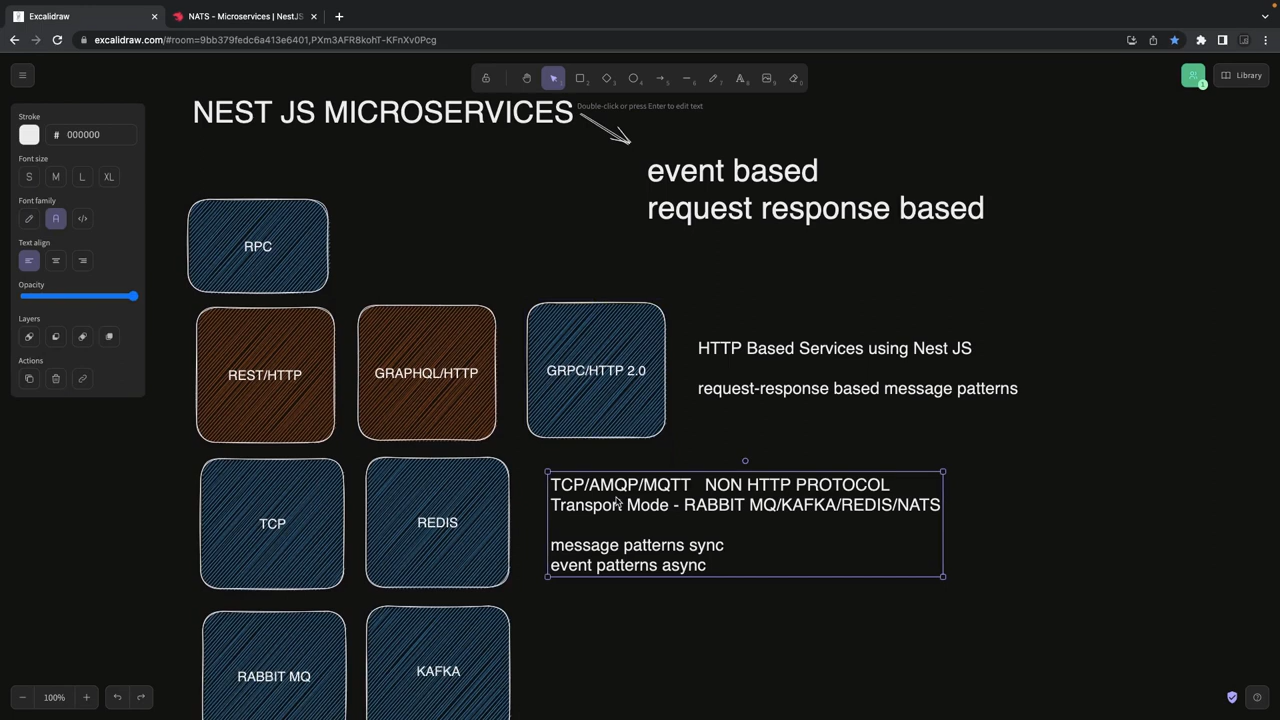 Excalidraw
NATS - Microservices | NestJS
excalidraw.com/#room=9bb379fedc6a413e6401,PXm3AFR8kohT-KFnXv0Pcg
Library
1
Stroke
# 000000
Font size
S M L XL
Font family
A </>
Text align
Opacity
Layers
Actions
NEST JS MICROSERVICES
Double-click or press Enter to edit text
event based
request response based
RPC
REST/HTTP
GRAPHQL/HTTP
GRPC/HTTP 2.0
HTTP Based Services using Nest JS
request-response based message patterns
TCP
REDIS
TCP/AMQP/MQTT   NON HTTP PROTOCOL
Transport Mode - RABBIT MQ/KAFKA/REDIS/NATS
message patterns sync
event patterns async
RABBIT MQ
KAFKA
100%